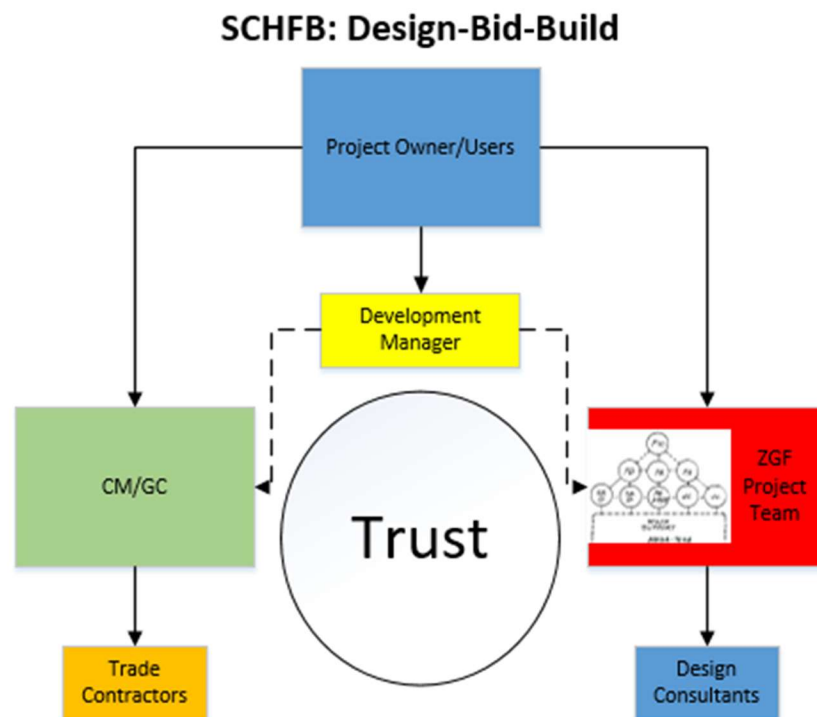 SCHFB: Design-Bid-Build
Project Owner/Users
Development
Manager
CM/GC
Trust
ZGF
Project
Team
Trade
Contractors
Design
Consultants